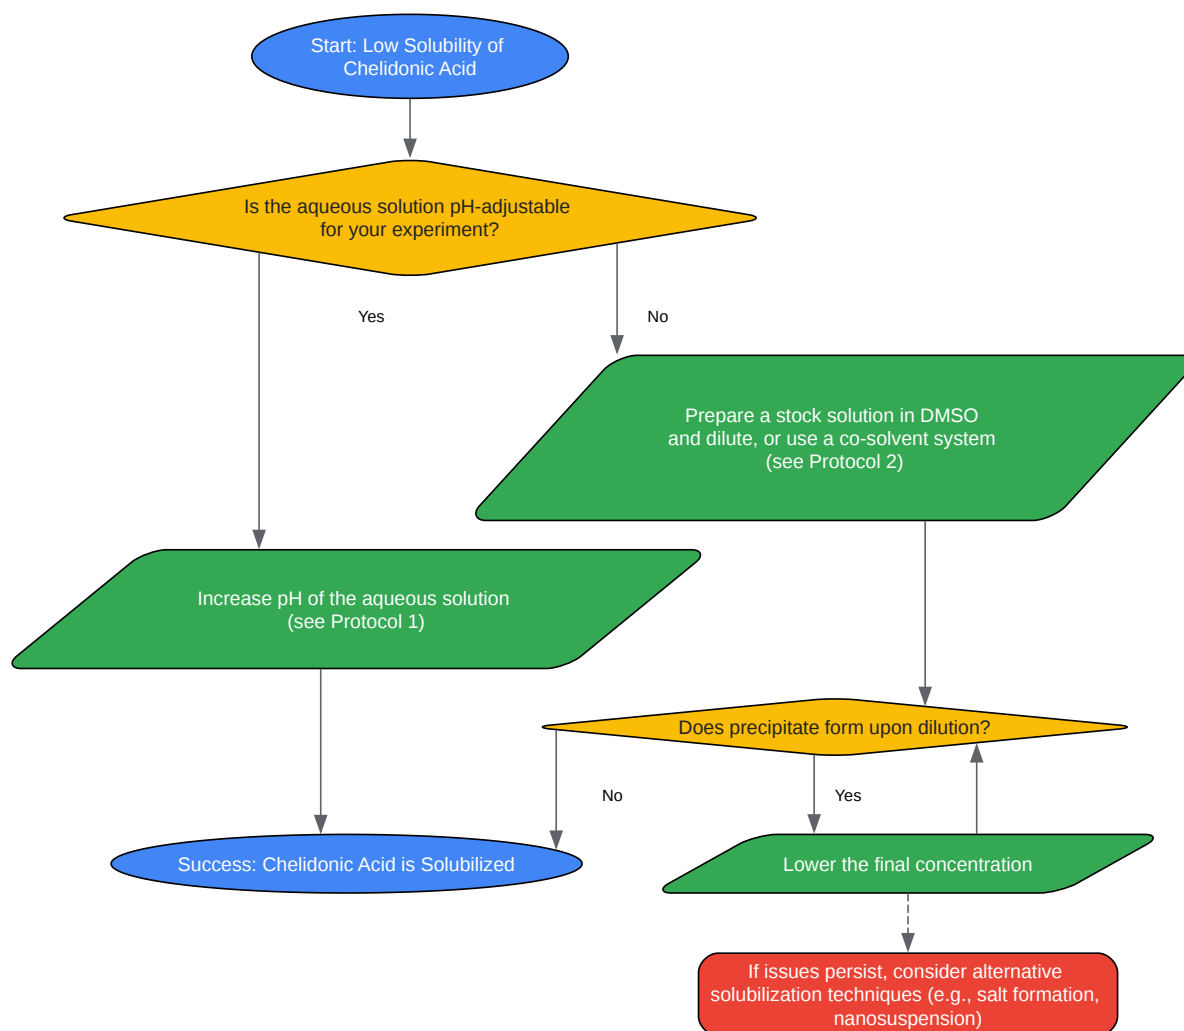 Start: Low Solubility of
Chelidonic Acid
Is the aqueous solution pH-adjustable
for your experiment?
Yes
No
Prepare a stock solution in DMSO
and dilute, or use a co-solvent system
(see Protocol 2)
Increase pH of the aqueous solution
(see Protocol 1)
Does precipitate form upon dilution?
No
Yes
Success: Chelidonic Acid is Solubilized
Lower the final concentration
If issues persist, consider alternative
solubilization techniques (e.g., salt formation,
nanosuspension)